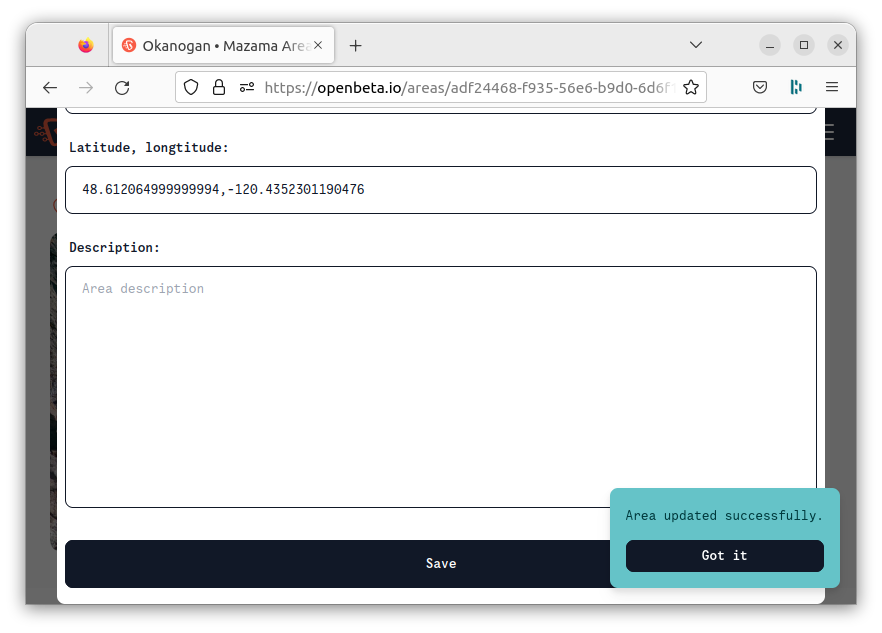 Okanogan • Mazama Area
https://openbeta.io/areas/adf24468-f935-56e6-b9d0-6d6f
Latitude, longtitude:
48.612064999999994,-120.4352301190476
Description:
Area description
Area updated successfully.
Got it
Save